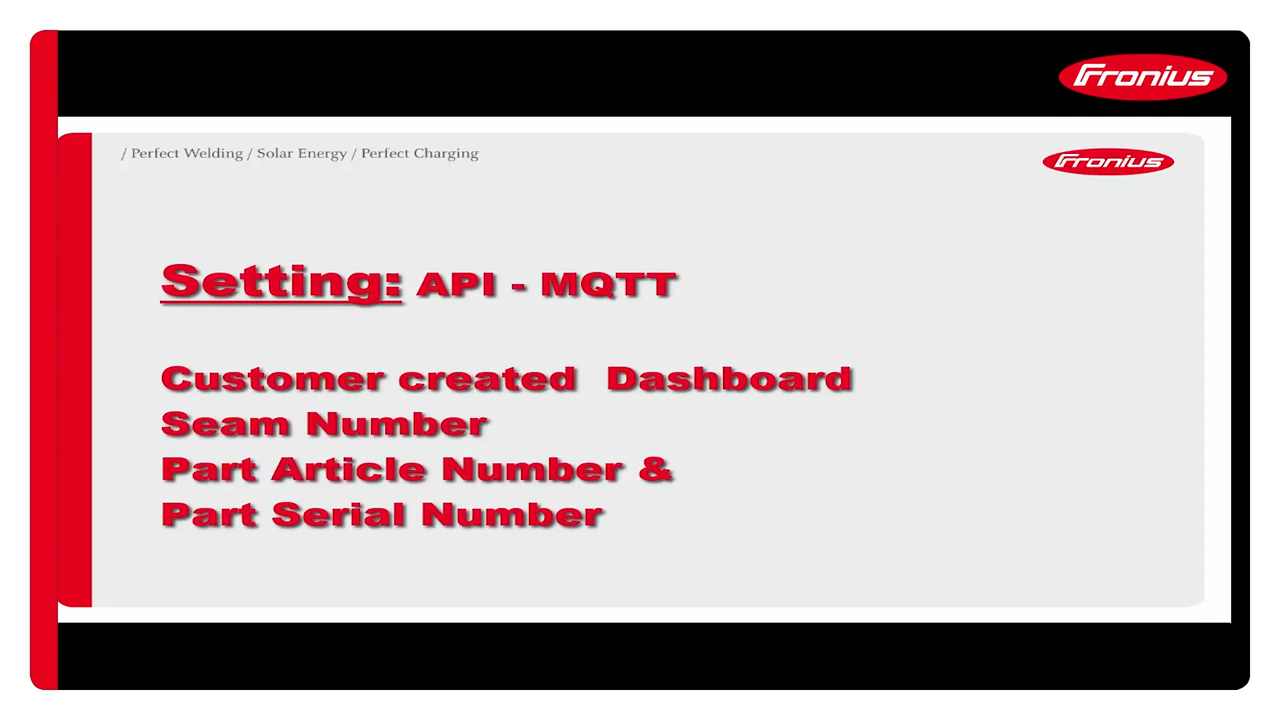 Fronius
/ Perfect Welding / Solar Energy / Perfect Charging
Fronius
Setting: API - MQTT
Customer created Dashboard
Seam Number
Part Article Number &
Part Serial Number